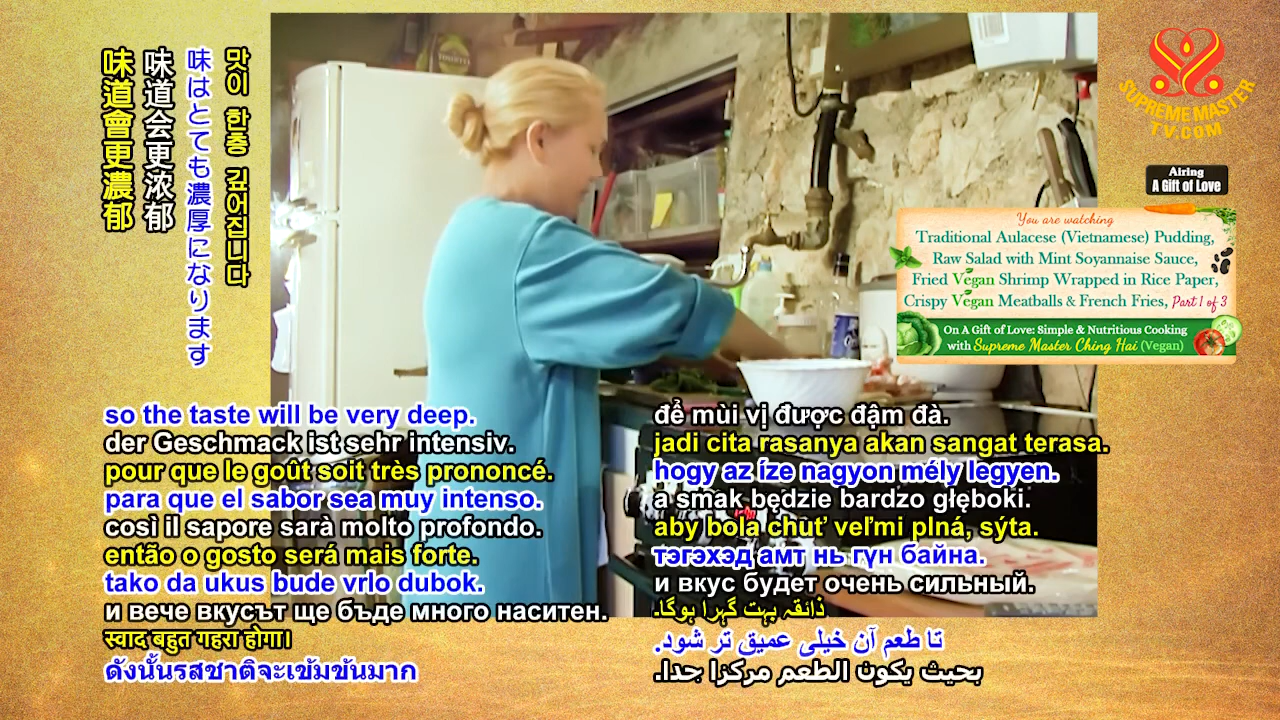 味道會更濃郁
味道会更浓郁
味はとても濃厚になります
맛이 한층 깊어집니다
SUPREME MASTER
TV.COM
Airing
A Gift of Love
You are watching
Traditional Aulacese (Vietnamese) Pudding,
Raw Salad with Mint Soyannaise Sauce,
Fried Vegan Shrimp Wrapped in Rice Paper,
Crispy Vegan Meatballs & French Fries, Part 1 of 3
On A Gift of Love: Simple & Nutritious Cooking
with Supreme Master Ching Hai (Vegan)
so the taste will be very deep.
der Geschmack ist sehr intensiv.
pour que le goût soit très prononcé.
para que el sabor sea muy intenso.
così il sapore sarà molto profondo.
então o gosto será mais forte.
tako da ukus bude vrlo dubok.
и вече вкусът ще бъде много наситен.
स्वाद बहुत गहरा होगा।
ดังนั้นรสชาติจะเข้มข้นมาก
để mùi vị được đậm đà.
jadi cita rasanya akan sangat terasa.
hogy az íze nagyon mély legyen.
a smak będzie bardzo głęboki.
aby bola chuť veľmi plná, sýta.
тэгэхэд амт нь гүн байна.
и вкус будет очень сильный.
ذائقہ بہت گہرا ہوگا.
تا طعم آن خیلی عمیق تر شود.
بحيث يكون الطعم مركزا جدا.